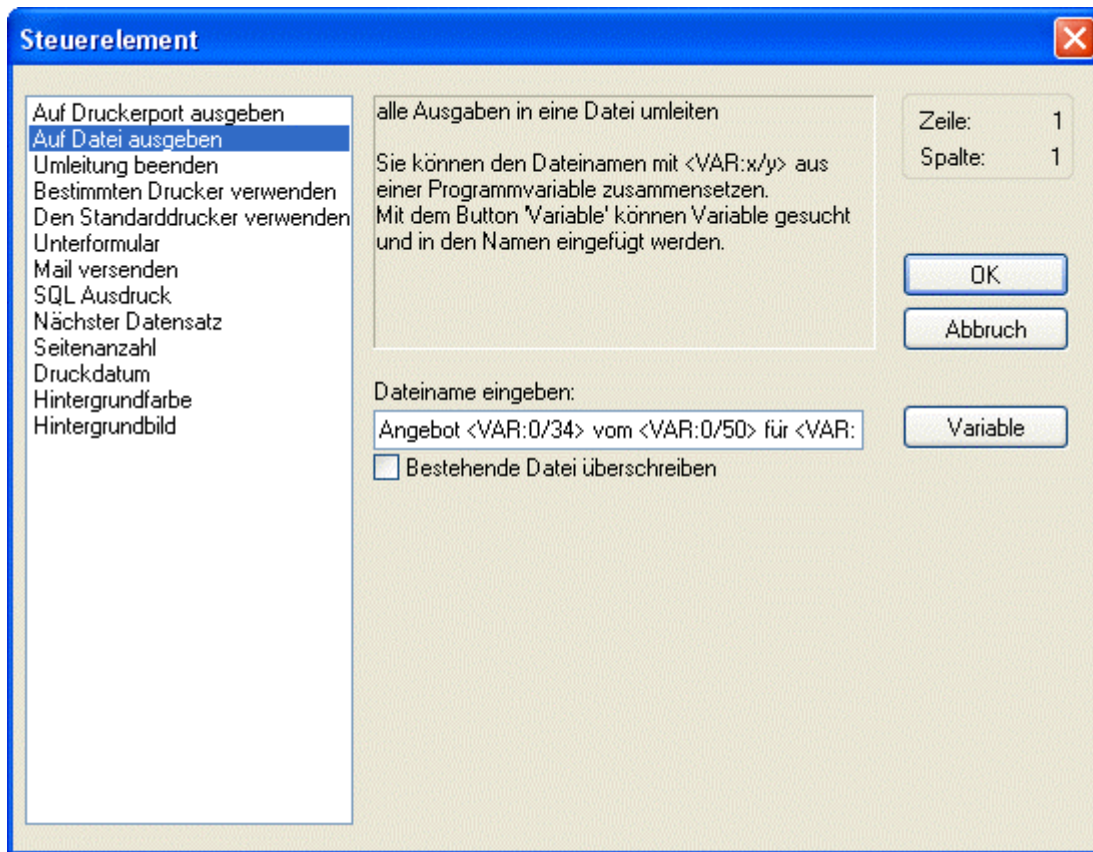 Steuerelement
Auf Druckerport ausgeben
Auf Datei ausgeben
Umleitung beenden
Bestimmten Drucker verwenden
Den Standarddrucker verwenden
Unterformular
Mail versenden
SQL Ausdruck
Nächster Datensatz
Seitenanzahl
Druckdatum
Hintergrundfarbe
Hintergrundbild
alle Ausgaben in eine Datei umleiten
Sie können den Dateinamen mit <VAR:x/y> aus
einer Programmvariable zusammensetzen.
Mit dem Button 'Variable' können Variable gesucht
und in den Namen eingefügt werden.
Dateiname eingeben:
Angebot <VAR:0/34> vom <VAR:0/50> für <VAR:
Bestehende Datei überschreiben
Zeile: 1
Spalte: 1
OK
Abbruch
Variable